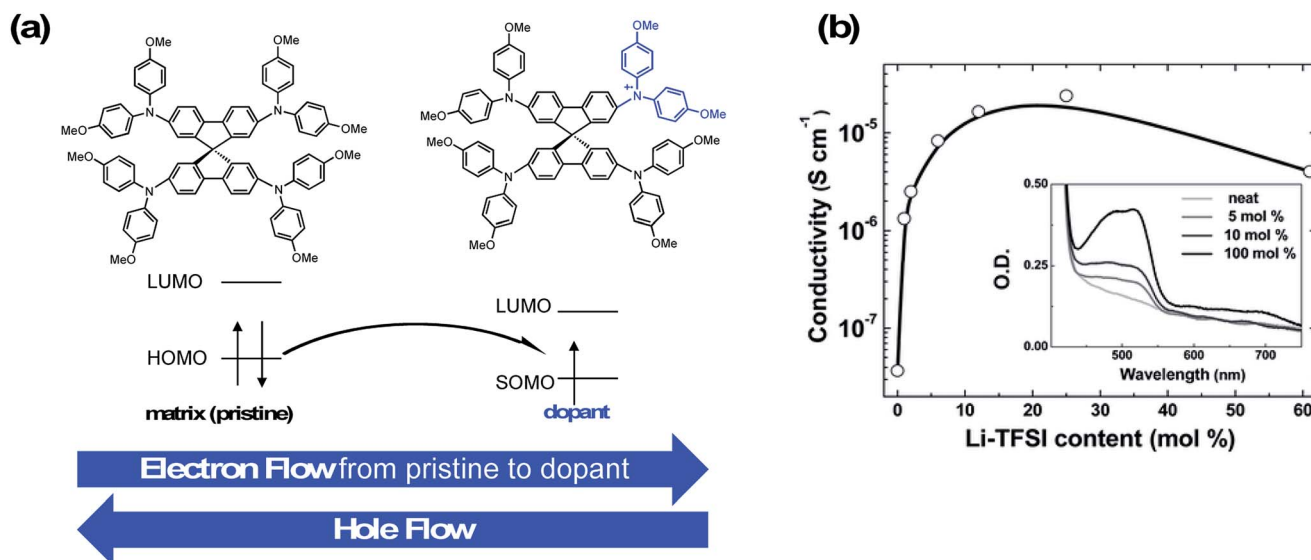 (a)
OMe OMe
MeO N N OMe
MeO OMe
N N
MeO OMe
OMe OMe
MeO N N+• OMe
MeO OMe
N N
MeO OMe
LUMO
HOMO
matrix (pristine)
LUMO
SOMO
dopant
Electron Flow from pristine to dopant
Hole Flow
(b)
Conductivity (S cm⁻¹)
10⁻⁵
10⁻⁶
10⁻⁷
0 10 20 30 40 50 60
Li-TFSI content (mol %)
O.D.
0.50
0.25
0.00
neat
5 mol %
10 mol %
100 mol %
500 600 700
Wavelength (nm)